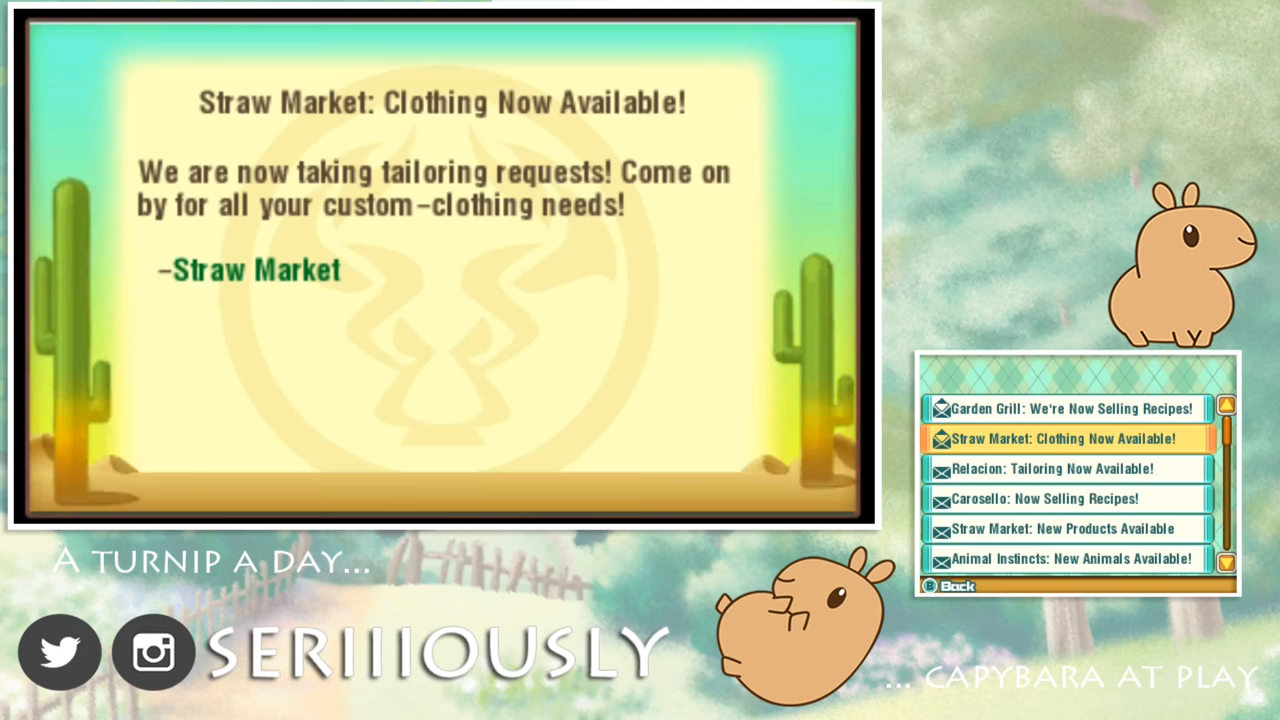 Straw Market: Clothing Now Available!
We are now taking tailoring requests! Come on
by for all your custom-clothing needs!
-Straw Market
Garden Grill: We're Now Selling Recipes!
Straw Market: Clothing Now Available!
Relacion: Tailoring Now Available!
Carosello: Now Selling Recipes!
Straw Market: New Products Available
Animal Instincts: New Animals Available!
B Back
A TURNIP A DAY...
SERIIIOUSLY
... CAPYBARA AT PLAY